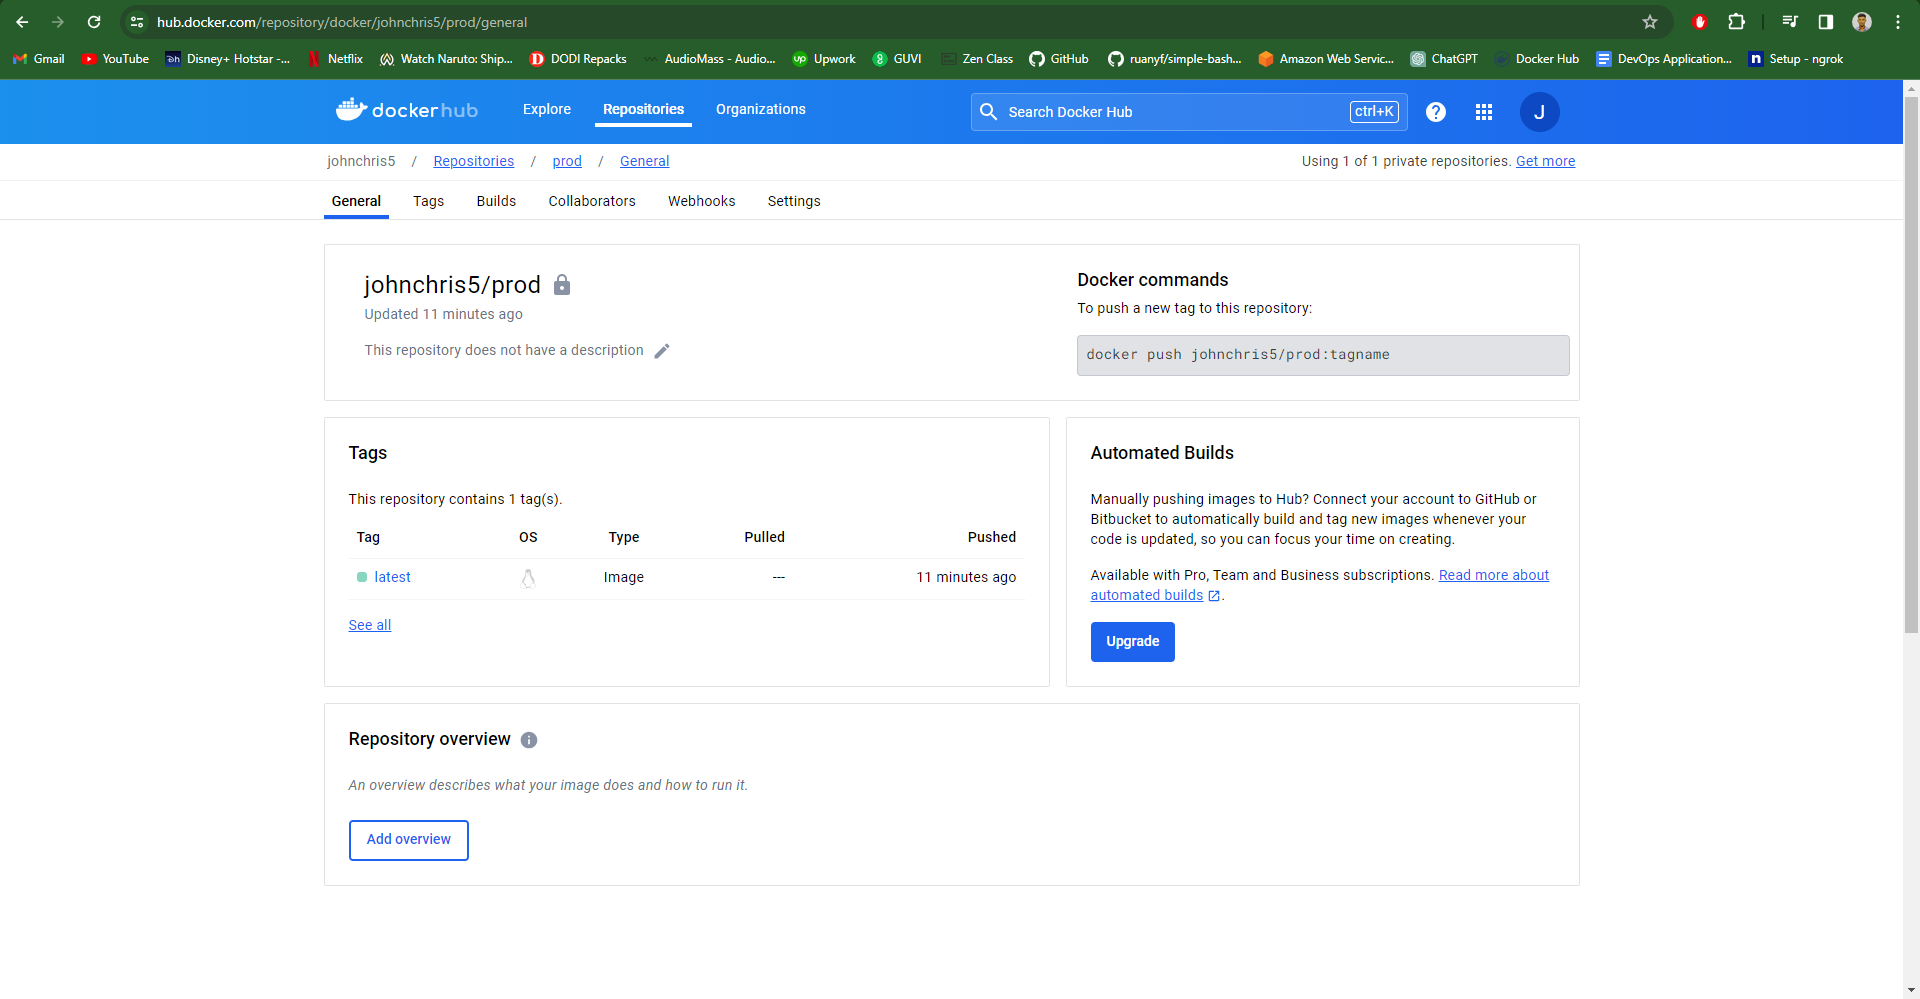 hub.docker.com/repository/docker/johnchris5/prod/general
Gmail YouTube Disney+ Hotstar -... Netflix Watch Naruto: Ship... DODI Repacks AudioMass - Audio... Upwork GUVI Zen Class GitHub ruanyf/simple-bash... Amazon Web Servic... ChatGPT Docker Hub DevOps Application... Setup - ngrok
dockerhub Explore Repositories Organizations Search Docker Hub ctrl+K ? J
johnchris5 / Repositories / prod / General Using 1 of 1 private repositories. Get more
General Tags Builds Collaborators Webhooks Settings
johnchris5/prod
Updated 11 minutes ago
This repository does not have a description
Docker commands
To push a new tag to this repository:
docker push johnchris5/prod:tagname
Tags
This repository contains 1 tag(s).
Tag OS Type Pulled Pushed
latest Image --- 11 minutes ago
See all
Automated Builds
Manually pushing images to Hub? Connect your account to GitHub or
Bitbucket to automatically build and tag new images whenever your
code is updated, so you can focus your time on creating.
Available with Pro, Team and Business subscriptions. Read more about
automated builds .
Upgrade
Repository overview
An overview describes what your image does and how to run it.
Add overview